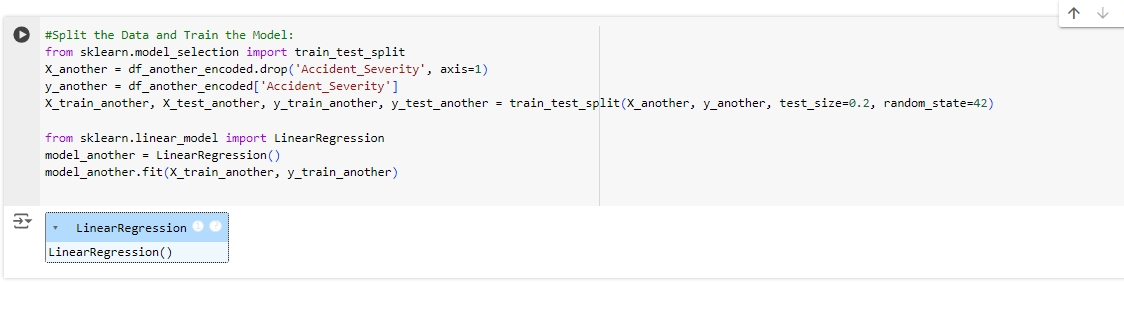 #Split the Data and Train the Model:
from sklearn.model_selection import train_test_split
X_another = df_another_encoded.drop('Accident_Severity', axis=1)
y_another = df_another_encoded['Accident_Severity']
X_train_another, X_test_another, y_train_another, y_test_another = train_test_split(X_another, y_another, test_size=0.2, random_state=42)
from sklearn.linear_model import LinearRegression
model_another = LinearRegression()
model_another.fit(X_train_another, y_train_another)
LinearRegression
LinearRegression()